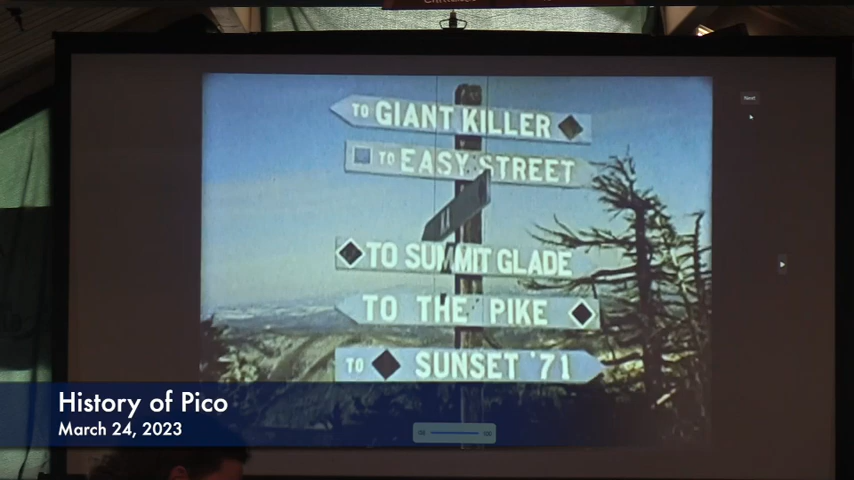 TO GIANT KILLER
TO EASY STREET
TO SUMMIT GLADE
TO THE PIKE
TO SUNSET '71
Next
History of Pico
March 24, 2023